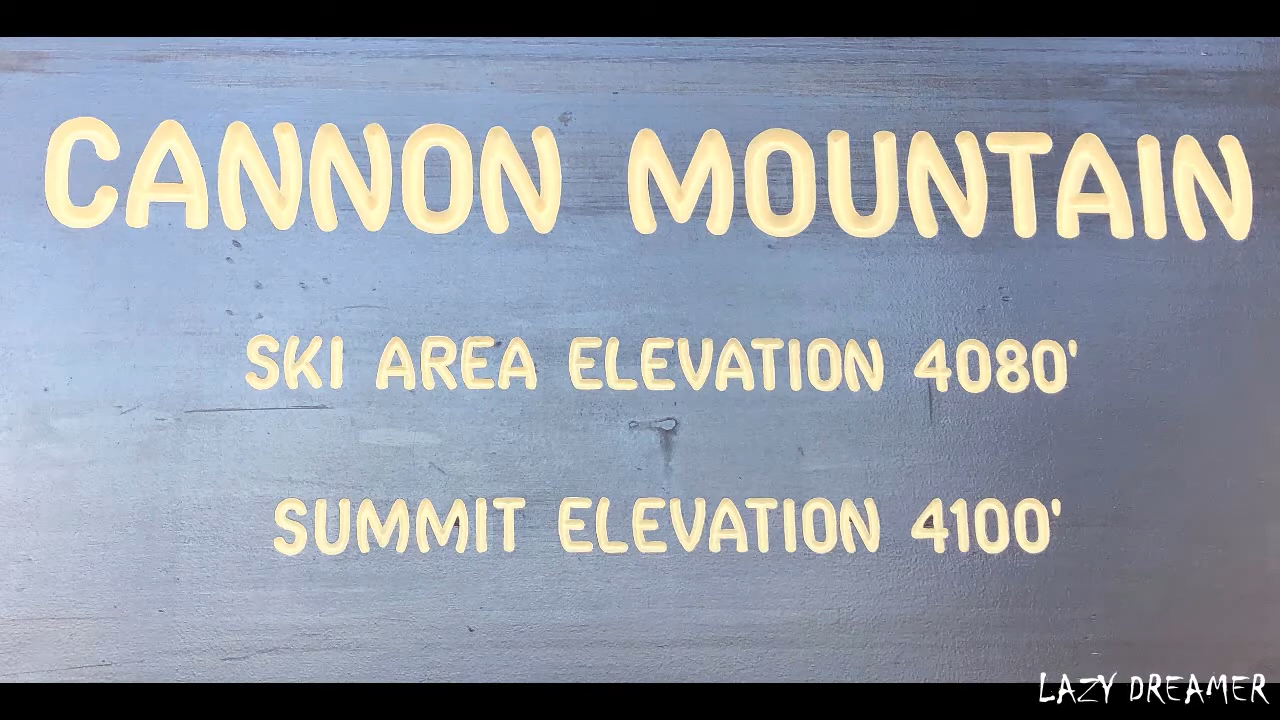 CANNON MOUNTAIN
SKI AREA ELEVATION 4080'
SUMMIT ELEVATION 4100'
LAZY DREAMER